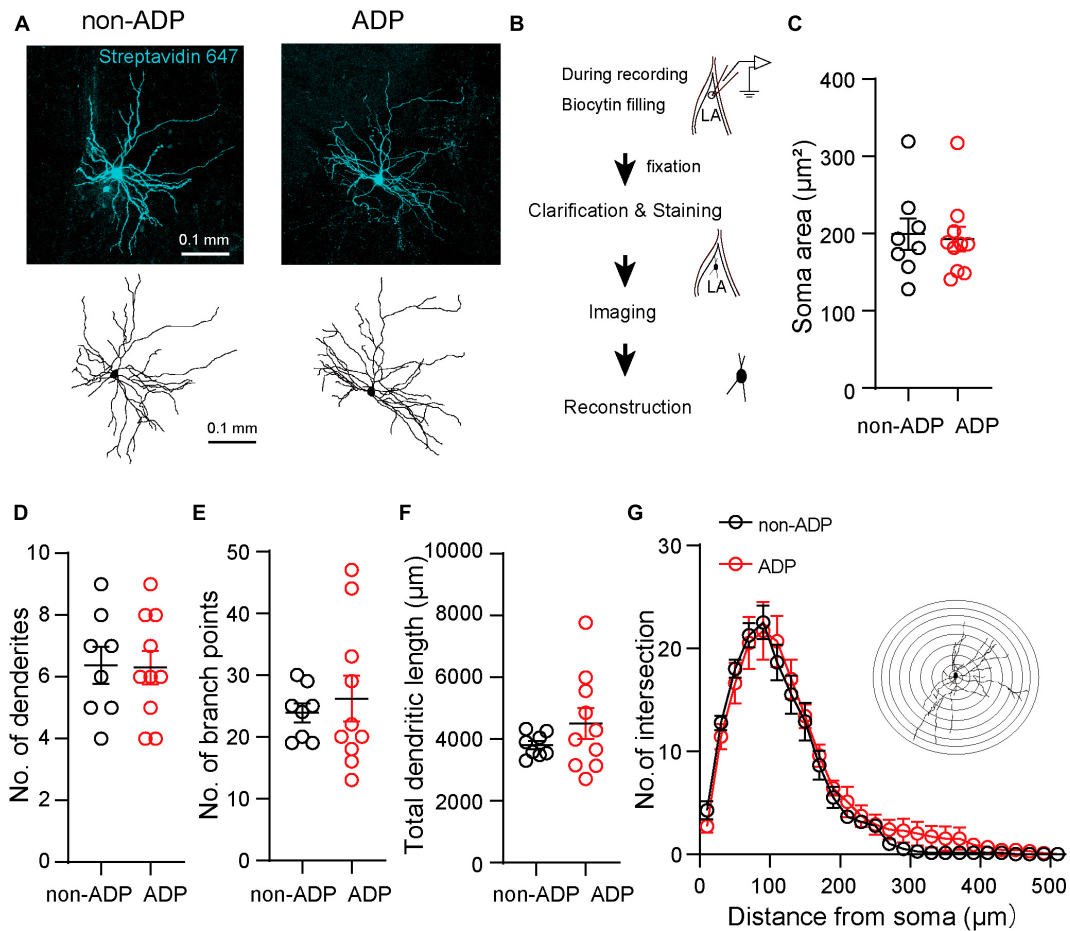 A
non-ADP
ADP
Streptavidin 647
0.1 mm
0.1 mm
B
During recording
Biocytin filling
LA
fixation
Clarification & Staining
LA
Imaging
Reconstruction
C
Soma area (µm²)
400
300
200
100
0
non-ADP ADP
D
No. of denderites
10
8
6
4
2
0
non-ADP ADP
E
No. of branch points
50
40
30
20
10
0
non-ADP ADP
F
Total dendritic length (µm)
10000
8000
6000
4000
2000
0
non-ADP ADP
G
non-ADP
ADP
No. of intersection
30
20
10
0
0 100 200 300 400 500
Distance from soma (µm)